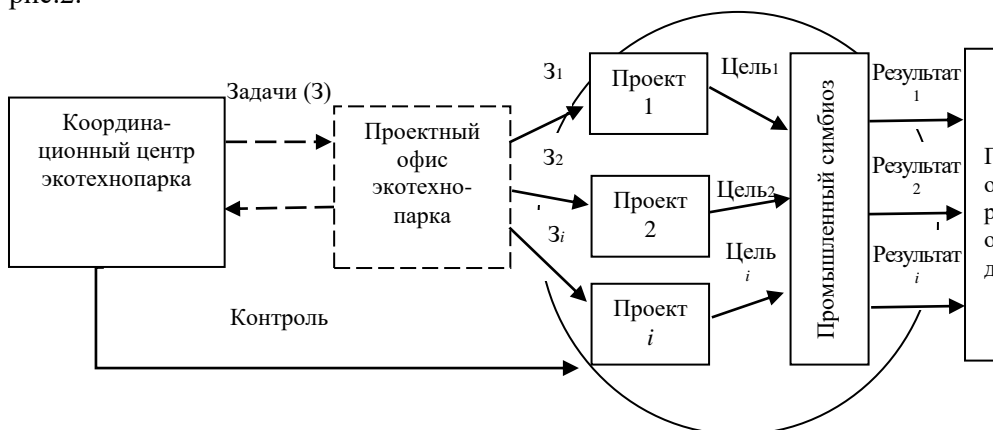 рис.2.
Задачи (З)
Координа-
ционный центр
экотехнопарка
Проектный
офис
экотехно-
парка
З1
З2
Зi
Проект
1
Проект
2
Проект
i
Цель1
Цель2
Цель
i
Промышленный симбиоз
Результат
1
Результат
2
Результат
i
Контроль